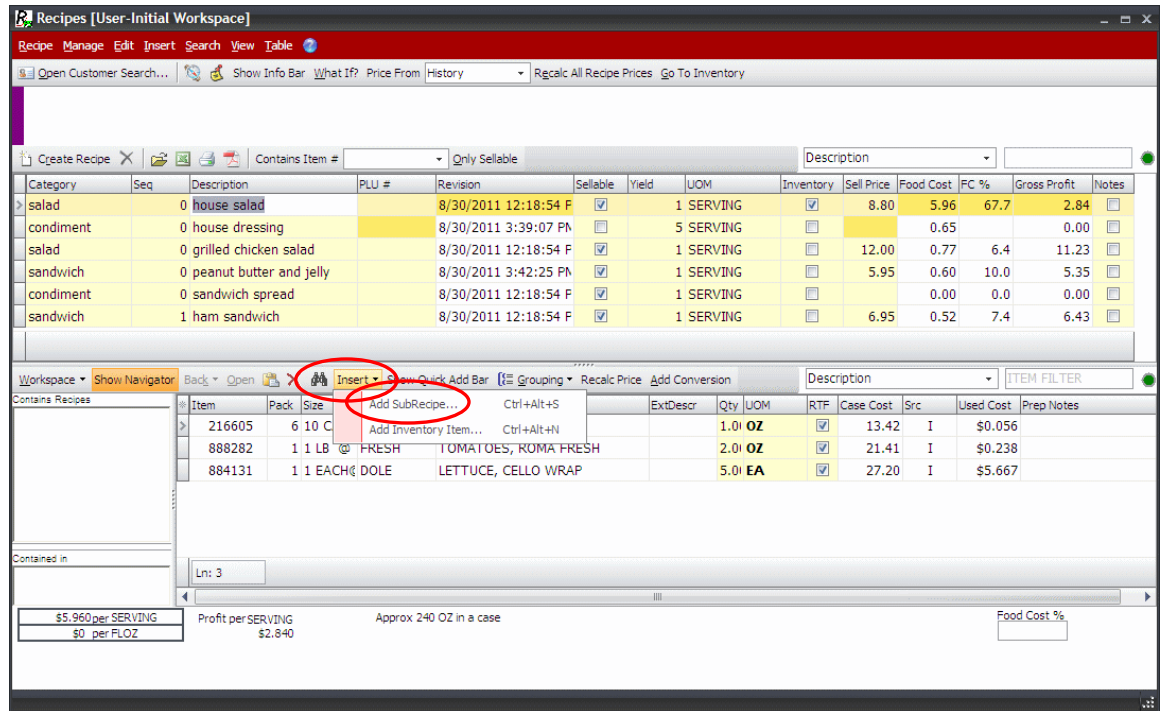 Recipes [User-Initial Workspace]
Recipe Manage Edit Insert Search View Table
Open Customer Search... Show Info Bar What If? Price From History Recalc All Recipe Prices Go To Inventory
Create Recipe Contains Item # Only Sellable Description
Category Seq Description PLU # Revision Sellable Yield UOM Inventory Sell Price Food Cost FC % Gross Profit Notes
salad 0 house salad 8/30/2011 12:18:54 P 1 SERVING 8.80 5.96 67.7 2.84
condiment 0 house dressing 8/30/2011 3:39:07 PM 5 SERVING 0.65 0.00
salad 0 grilled chicken salad 8/30/2011 12:18:54 P 1 SERVING 12.00 0.77 6.4 11.23
sandwich 0 peanut butter and jelly 8/30/2011 3:42:25 PM 1 SERVING 5.95 0.60 10.0 5.35
condiment 0 sandwich spread 8/30/2011 12:18:54 P 1 SERVING 0.00 0.0 0.00
sandwich 1 ham sandwich 8/30/2011 12:18:54 P 1 SERVING 6.95 0.52 7.4 6.43
Workspace Show Navigator Back Open Insert Show Quick Add Bar Grouping Recalc Price Add Conversion Description ITEM FILTER
Contains Recipes
Item Pack Size ExtDescr Qty UOM RTF Case Cost Src Used Cost Prep Notes
Add SubRecipe... Ctrl+Alt+S
Add Inventory Item... Ctrl+Alt+N
216605 6 10 C 1.0 OZ 13.42 I $0.056
888282 1 1 LB @ FRESH TOMATOES, ROMA FRESH 2.0 OZ 21.41 I $0.238
884131 1 1 EACH@ DOLE LETTUCE, CELLO WRAP 5.0 EA 27.20 I $5.667
Contained in
Ln: 3
$5.960 per SERVING Profit per SERVING Approx 240 OZ in a case Food Cost %
$0 per FLOZ $2.840